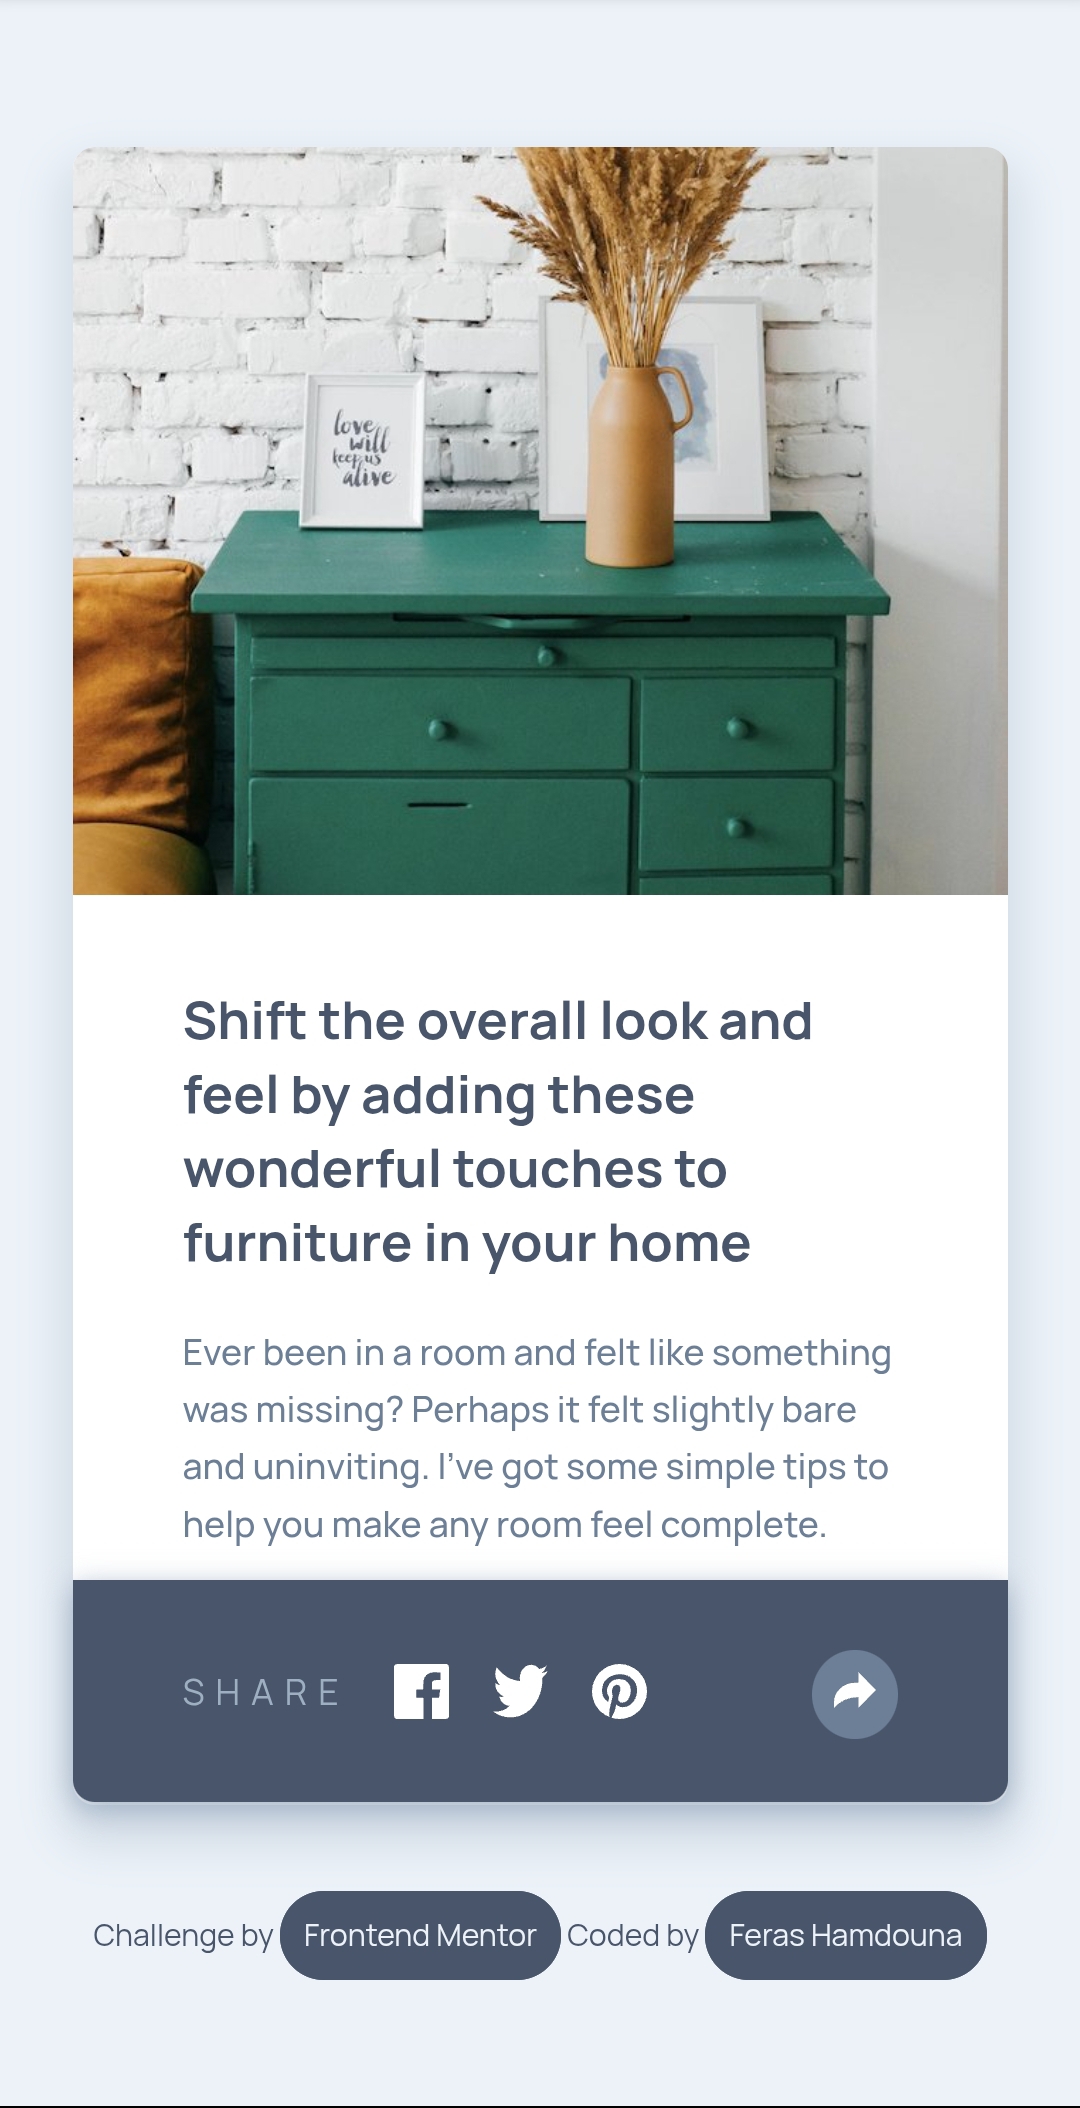 love
will
keep us
alive
Shift the overall look and
feel by adding these
wonderful touches to
furniture in your home
Ever been in a room and felt like something
was missing? Perhaps it felt slightly bare
and uninviting. I’ve got some simple tips to
help you make any room feel complete.
SHARE
Challenge by Frontend Mentor Coded by Feras Hamdouna